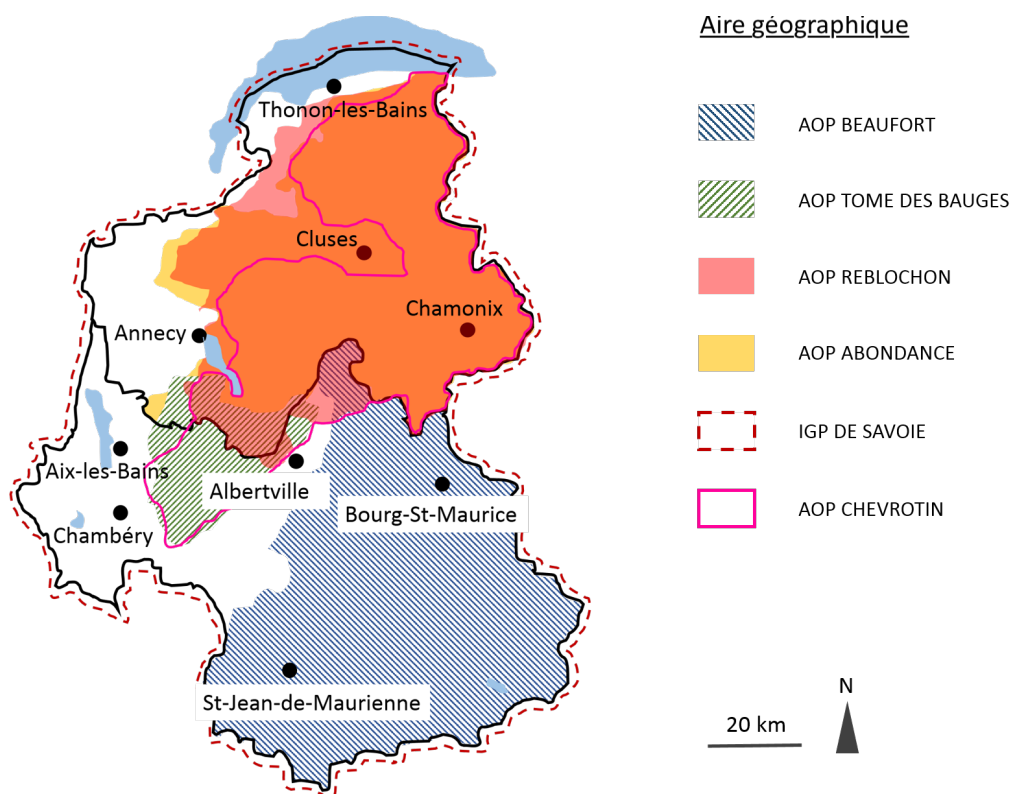 Aire géographique
Thonon-les-Bains
AOP BEAUFORT
AOP TOME DES BAUGES
Cluses
AOP REBLOCHON
Chamonix
Annecy
AOP ABONDANCE
IGP DE SAVOIE
Aix-les-Bains
Albertville
Bourg-St-Maurice
AOP CHEVROTIN
Chambéry
St-Jean-de-Maurienne
N
20 km